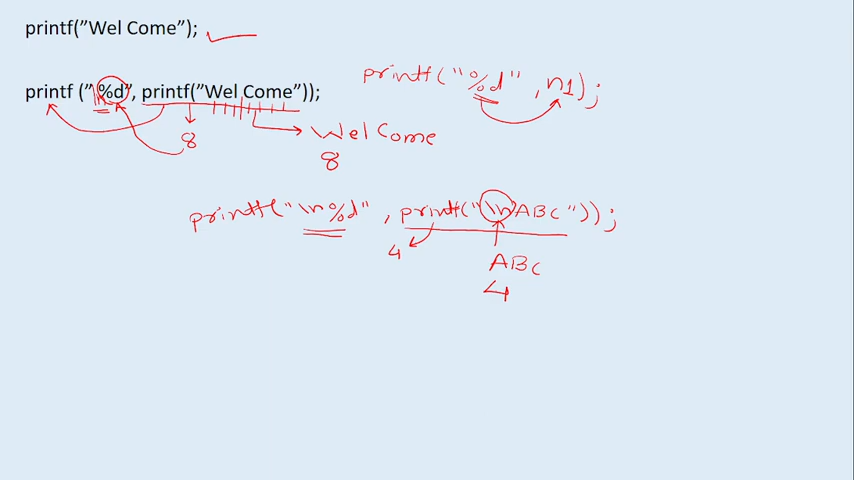 printf(”Wel Come”);
printf("%d", n1);
printf (” \n%d”, printf(”Wel Come”));
8
Wel Come
8
printf("\n%d", printf("\nABC"));
4
ABC
4